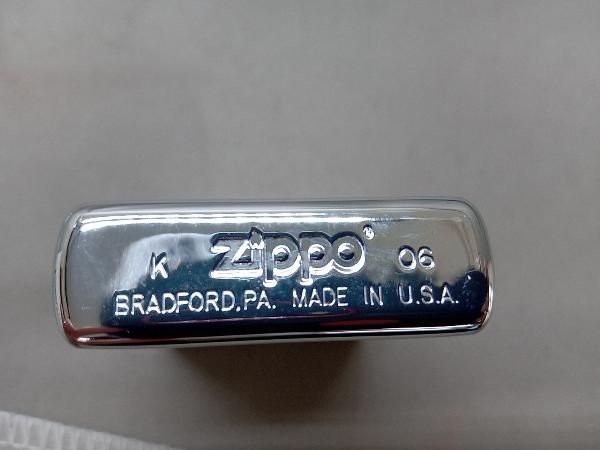 K Zippo® 06
BRADFORD, PA. MADE IN U.S.A.